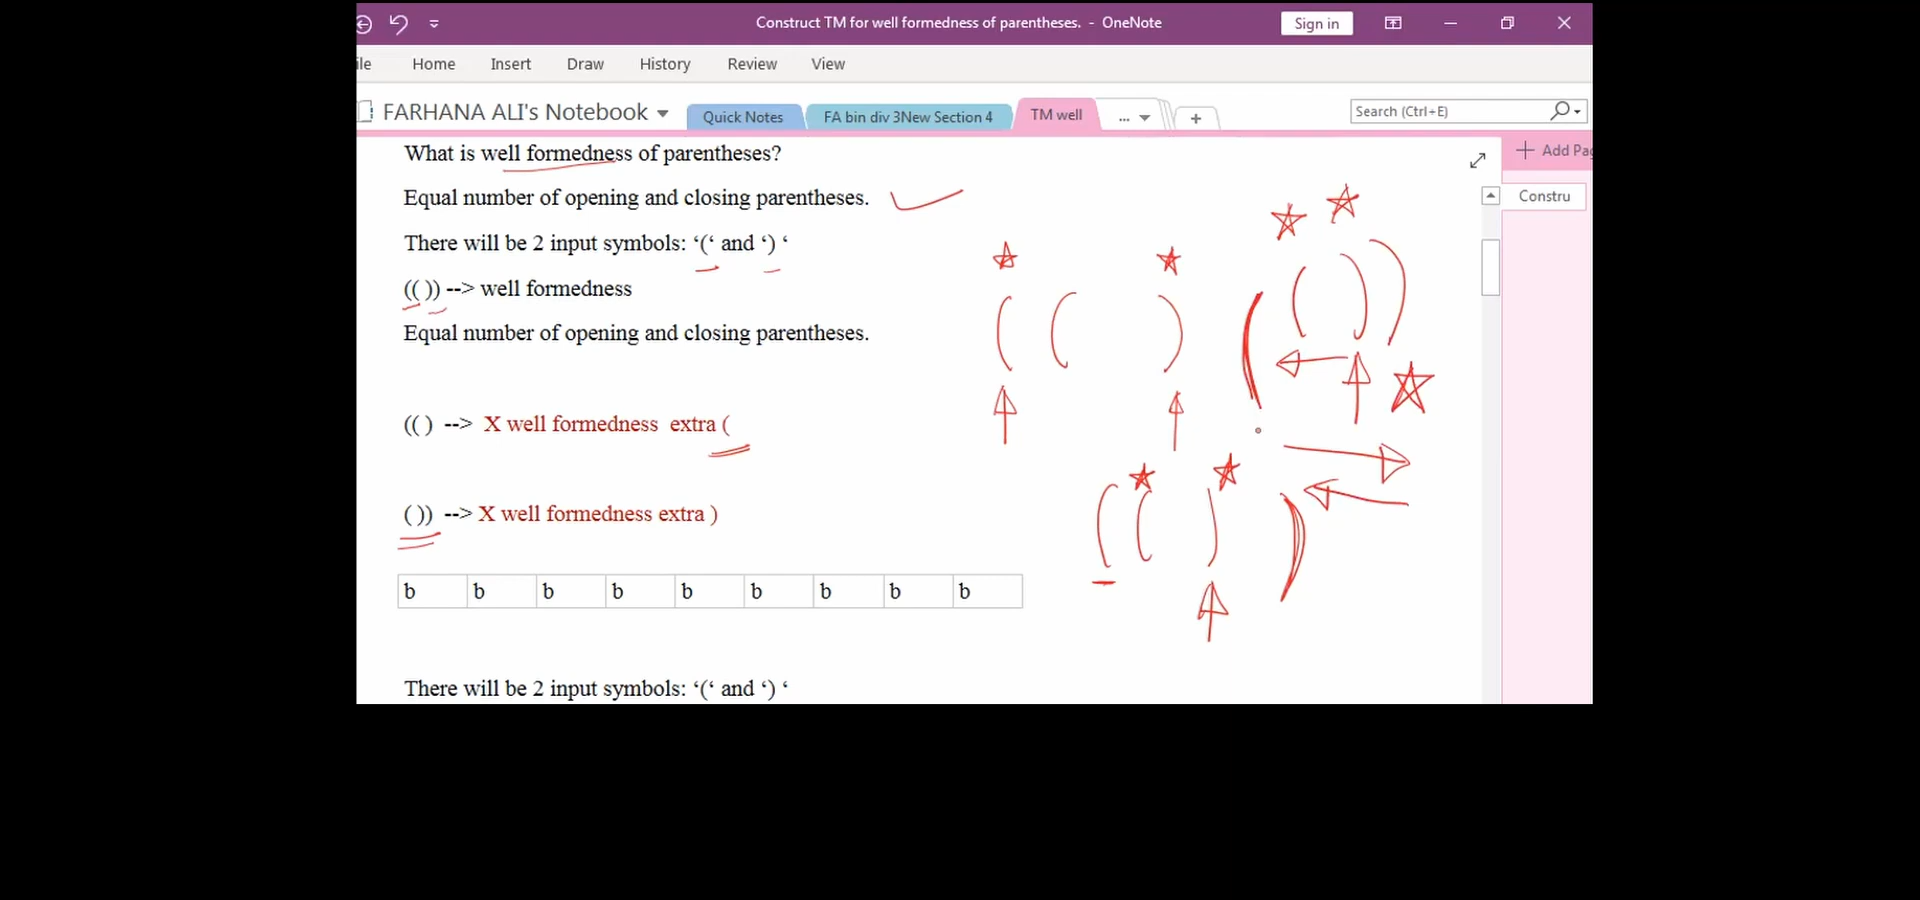 Construct TM for well formedness of parentheses. - OneNote
Sign in
ile Home Insert Draw History Review View
FARHANA ALI's Notebook
Quick Notes
FA bin div 3New Section 4
TM well
...
+
Search (Ctrl+E)
What is well formedness of parentheses?
Add Pag
Equal number of opening and closing parentheses.
Constru
There will be 2 input symbols: ‘(‘ and ‘) ‘
(( )) --> well formedness
Equal number of opening and closing parentheses.
(( ) --> X well formedness extra (
( )) --> X well formedness extra )
b b b b b b b b b
There will be 2 input symbols: ‘(‘ and ‘) ‘
( ( ) ( ( ) )
( ( ) )